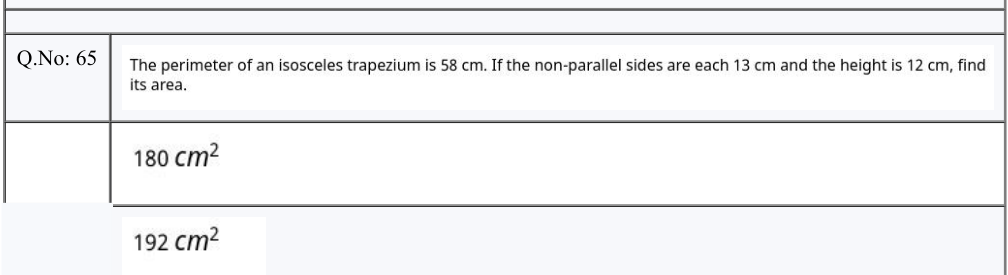 Q.No: 65
The perimeter of an isosceles trapezium is 58 cm. If the non-parallel sides are each 13 cm and the height is 12 cm, find
its area.
180 cm²
192 cm²